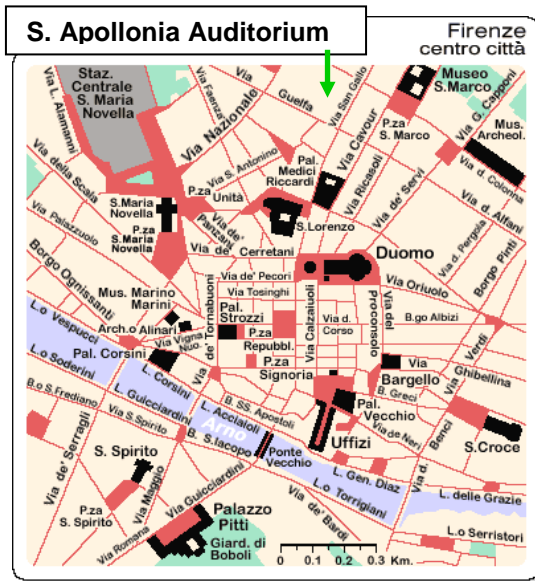 S. Apollonia Auditorium
Firenze
centro città
Staz.
Centrale
S. Maria
Novella
Via L. Alamanni
Via Faenza
Via Nazionale
Via
Guelfa
Via San Gallo
Via Cavour
Museo
S.Marco
P.za
S. Marco
Via G. Capponi
Mus.
Archeol.
Via d. Colonna
Via della Scala
Via S. Antonino
Pal.
Medici
Riccardi
Via Ricasoli
Via de' Servi
Via d. Alfani
P.za
Unità
S.Maria
Novella
Via de'
Panzani
S.Lorenzo
Via Palazzuolo
P.za
S.Maria
Novella
Via de' Cerretani
Duomo
Via d. Pergola
Borgo Pinti
Borgo Ognissanti
Via de' Pecori
Via Oriuolo
Mus. Marino
Marini
Via de Tornabuoni
Via Tosinghi
Via Calzaiuoli
Via del
Proconsolo
L.o Vespucci
Arch.o Alinari
Pal.
Strozzi
Via d.
Corso
B.go Albizi
Via Vigna
Nuo.
P.za
Repubbl.
Via Verdi
L.o Soderini
Pal. Corsini
P.za
Signoria
Via
Ghibellina
Bargello
B.o S. Frediano
L. Corsini
B. Greci
L. Guicciardini
B. SS. Apostoli
Pal.
Vecchio
Via de' Serragli
Via S.Spirito
L. Acciaioli
Arno
Via de Neri
Via d. Benci
B. S.Iacopo
Uffizi
S.Croce
S. Spirito
Ponte
Vecchio
L. Gen. Diaz
Via Maggio
Via Guicciardini
L.o Torrigiani
L. delle Grazie
P.za
S. Spirito
Palazzo
Pitti
Via de' Bardi
L.o Serristori
Via Romana
Giard. di
Boboli
0 0.1 0.2 0.3 Km.